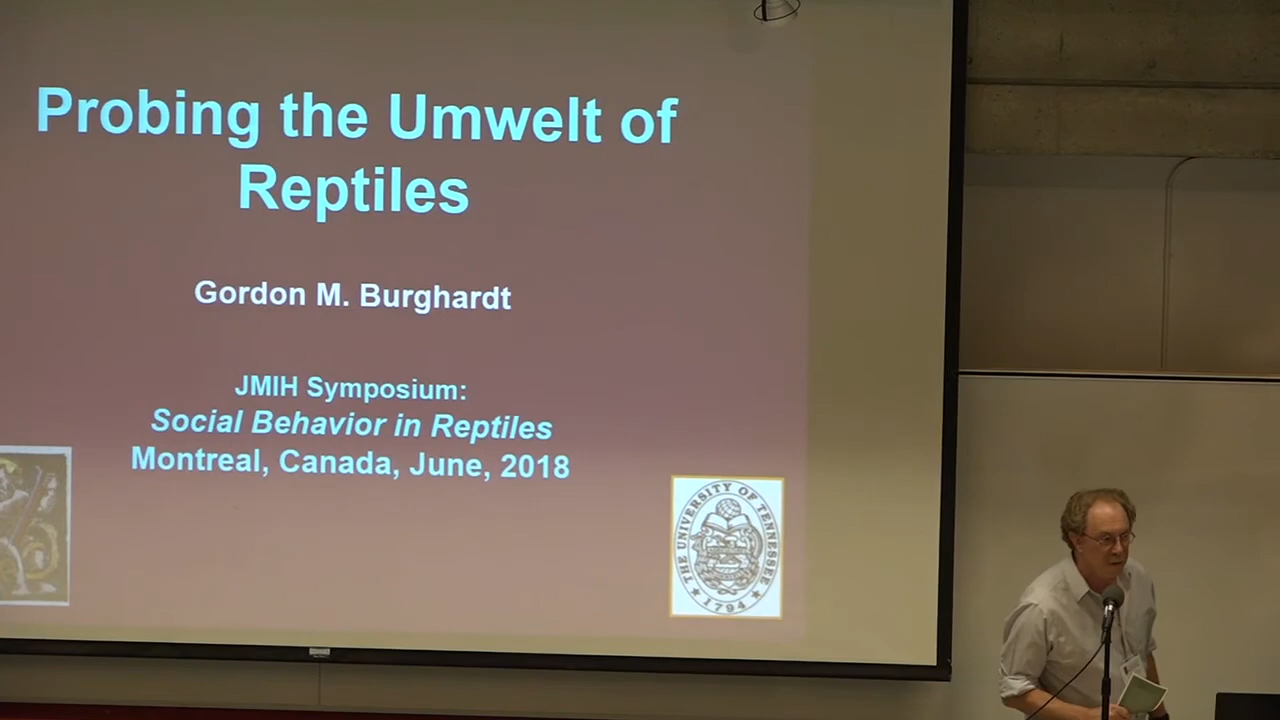 Probing the Umwelt of
Reptiles
Gordon M. Burghardt
JMIH Symposium:
Social Behavior in Reptiles
Montreal, Canada, June, 2018
THE UNIVERSITY OF TENNESSEE
1794